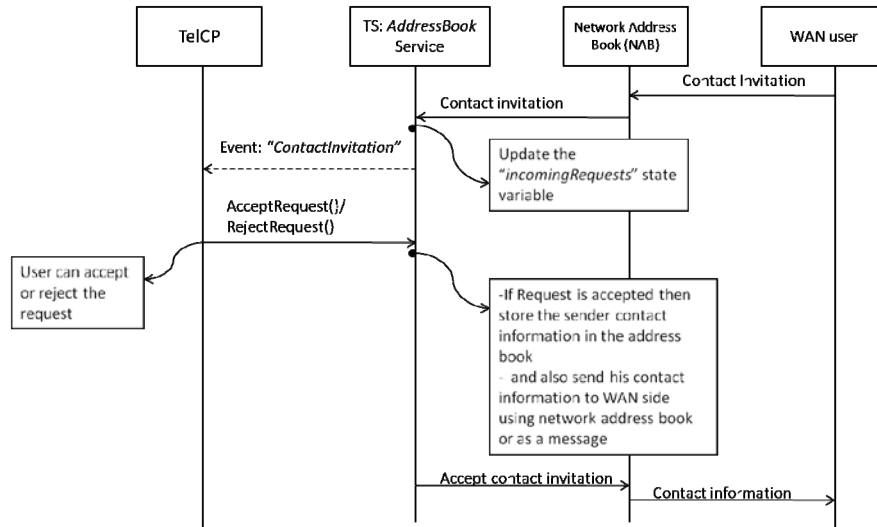 TelCP
TS: AddressBook
Service
Network Address
Book (NAB)
WAN user
Contact Invitation
Contact invitation
Event: "ContactInvitation"
Update the
"incomingRequests" state
variable
AcceptRequest()/
RejectRequest()
User can accept
or reject the
request
-If Request is accepted then
store the sender contact
information in the address
book
- and also send his contact
information to WAN side
using network address book
or as a message
Accept contact invitation
Contact information